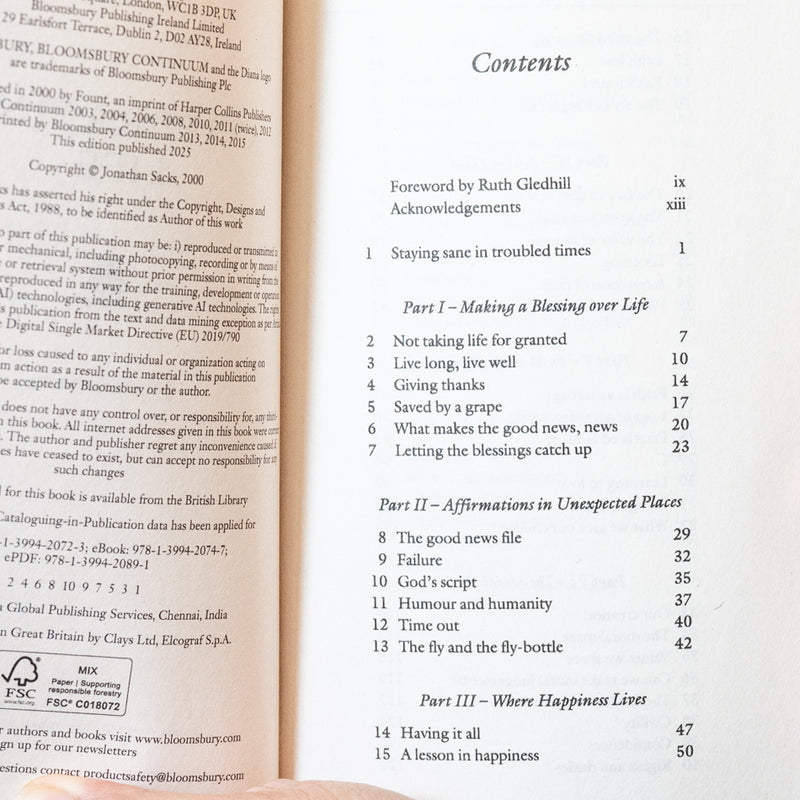 Square, London, WC1B 3DP, UK
Bloomsbury Publishing Ireland Limited
29 Earlsfort Terrace, Dublin 2, D02 AY28, Ireland
BURY, BLOOMSBURY CONTINUUM and the Diana logo
are trademarks of Bloomsbury Publishing Plc
in 2000 by Fount, an imprint of Harper Collins Publishers
Continuum 2003, 2004, 2006, 2008, 2010, 2011 (twice), 2012
rinted by Bloomsbury Continuum 2013, 2014, 2015
This edition published 2025
Copyright © Jonathan Sacks, 2000
has asserted his right under the Copyright, Designs and
s Act, 1988, to be identified as Author of this work
part of this publication may be: i) reproduced or transmitted
mechanical, including photocopying, recording or by means
or retrieval system without prior permission in writing from the
reproduced in any way for the training, development or operation
AI) technologies, including generative AI technologies. The rights
publication from the text and data mining exception as per
Digital Single Market Directive (EU) 2019/790
or loss caused to any individual or organization acting on
m action as a result of the material in this publication
be accepted by Bloomsbury or the author.
does not have any control over, or responsibility for, any
this book. All internet addresses given in this book were
. The author and publisher regret any inconvenience caused if
es have ceased to exist, but can accept no responsibility for any
such changes
for this book is available from the British Library
Cataloguing-in-Publication data has been applied for
-1-3994-2072-3; eBook: 978-1-3994-2074-7;
ePDF: 978-1-3994-2089-1
2 4 6 8 10 9 7 5 3 1
Global Publishing Services, Chennai, India
n Great Britain by Clays Ltd, Elcograf S.p.A.
FSC
www.fsc.org
MIX
Paper | Supporting
responsible forestry
FSC® C018072
authors and books visit www.bloomsbury.com
gn up for our newsletters
estions contact productsafety@bloomsbury.com
Contents
Foreword by Ruth Gledhill ix
Acknowledgements xiii
1 Staying sane in troubled times 1
Part I – Making a Blessing over Life
2 Not taking life for granted 7
3 Live long, live well 10
4 Giving thanks 14
5 Saved by a grape 17
6 What makes the good news, news 20
7 Letting the blessings catch up 23
Part II – Affirmations in Unexpected Places
8 The good news file 29
9 Failure 32
10 God's script 35
11 Humour and humanity 37
12 Time out 40
13 The fly and the fly-bottle 42
Part III – Where Happiness Lives
14 Having it all 47
15 A lesson in happiness 50